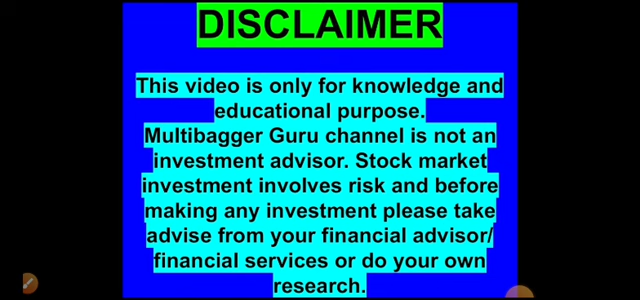 DISCLAIMER
This video is only for knowledge and
educational purpose.
Multibagger Guru channel is not an
investment advisor. Stock market
investment involves risk and before
making any investment please take
advise from your financial advisor/
financial services or do your own
research.